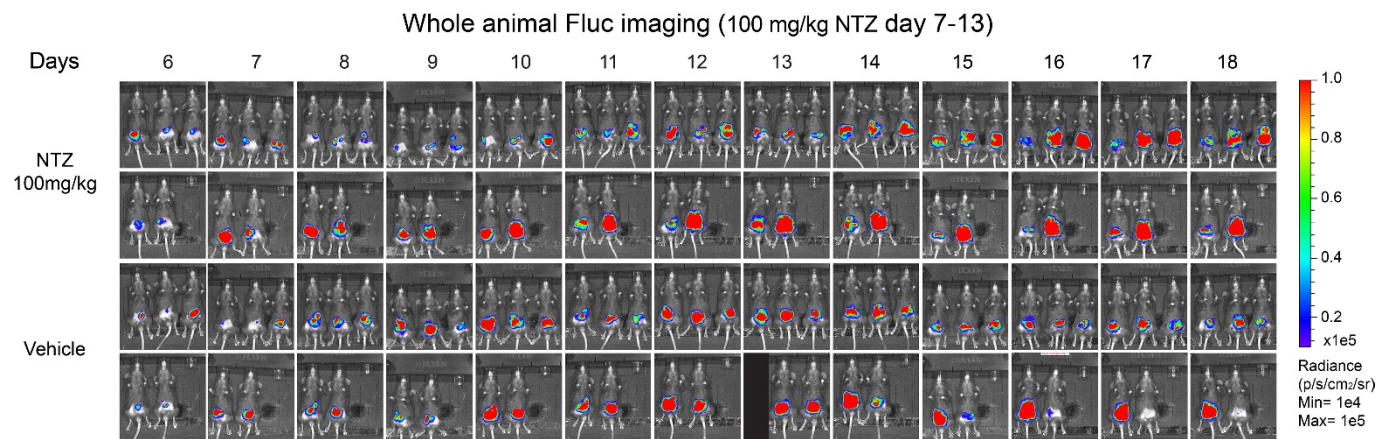 Whole animal Fluc imaging (100 mg/kg NTZ day 7-13)
Days 6 7 8 9 10 11 12 13 14 15 16 17 18
NTZ
100mg/kg
Vehicle
1.0
0.8
0.6
0.4
0.2
x1e5
Radiance
(p/s/cm2/sr)
Min= 1e4
Max= 1e5